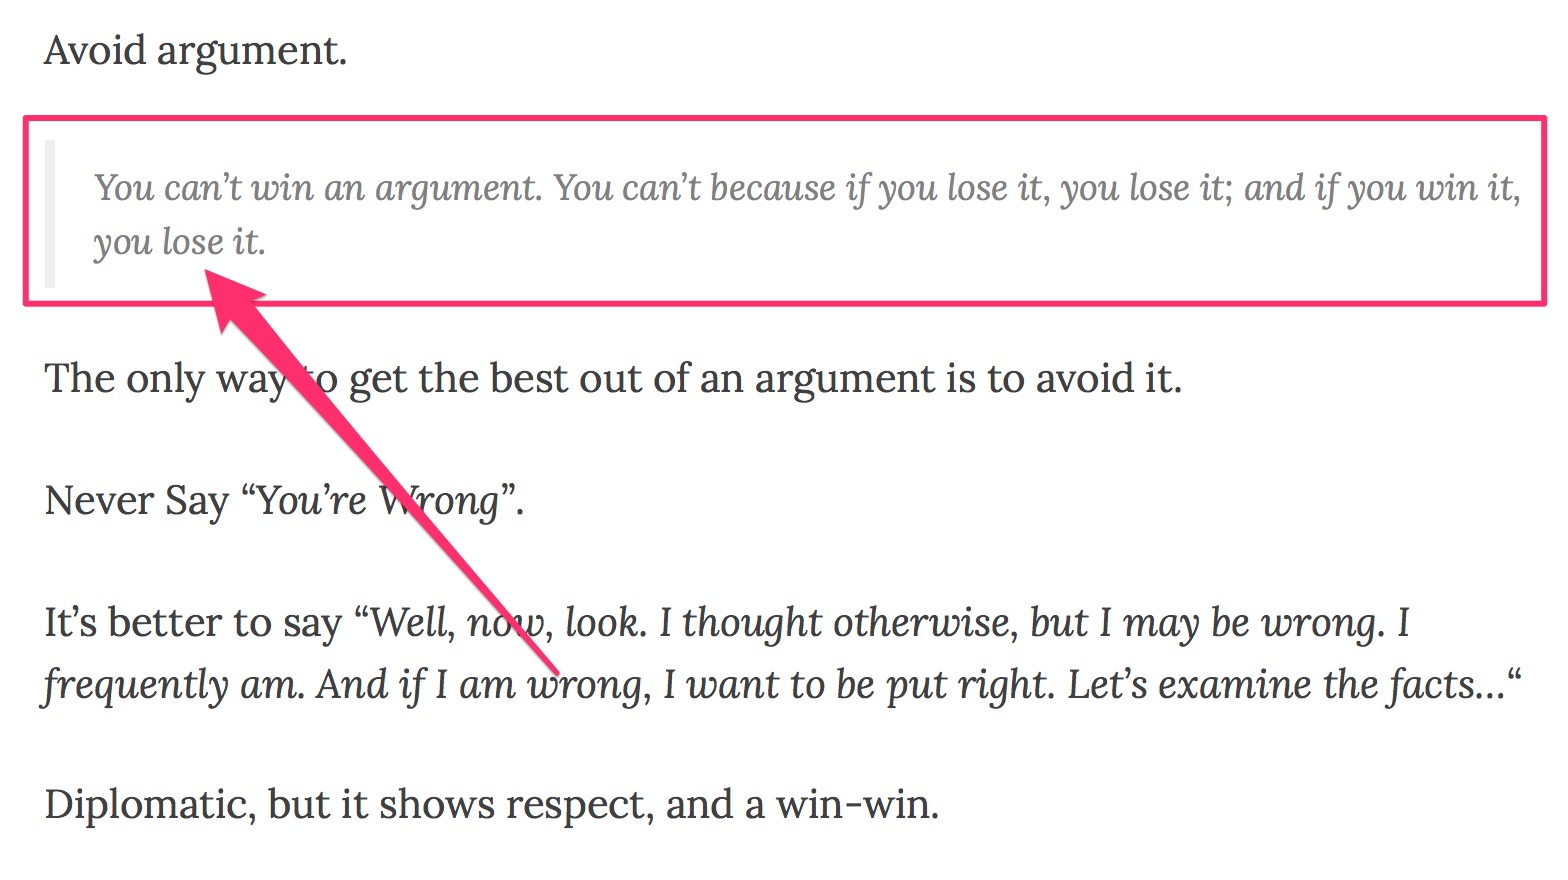 Avoid argument.
You can’t win an argument. You can’t because if you lose it, you lose it; and if you win it,
you lose it.
The only way to get the best out of an argument is to avoid it.
Never Say “You’re Wrong”.
It’s better to say “Well, now, look. I thought otherwise, but I may be wrong. I
frequently am. And if I am wrong, I want to be put right. Let’s examine the facts…“
Diplomatic, but it shows respect, and a win-win.